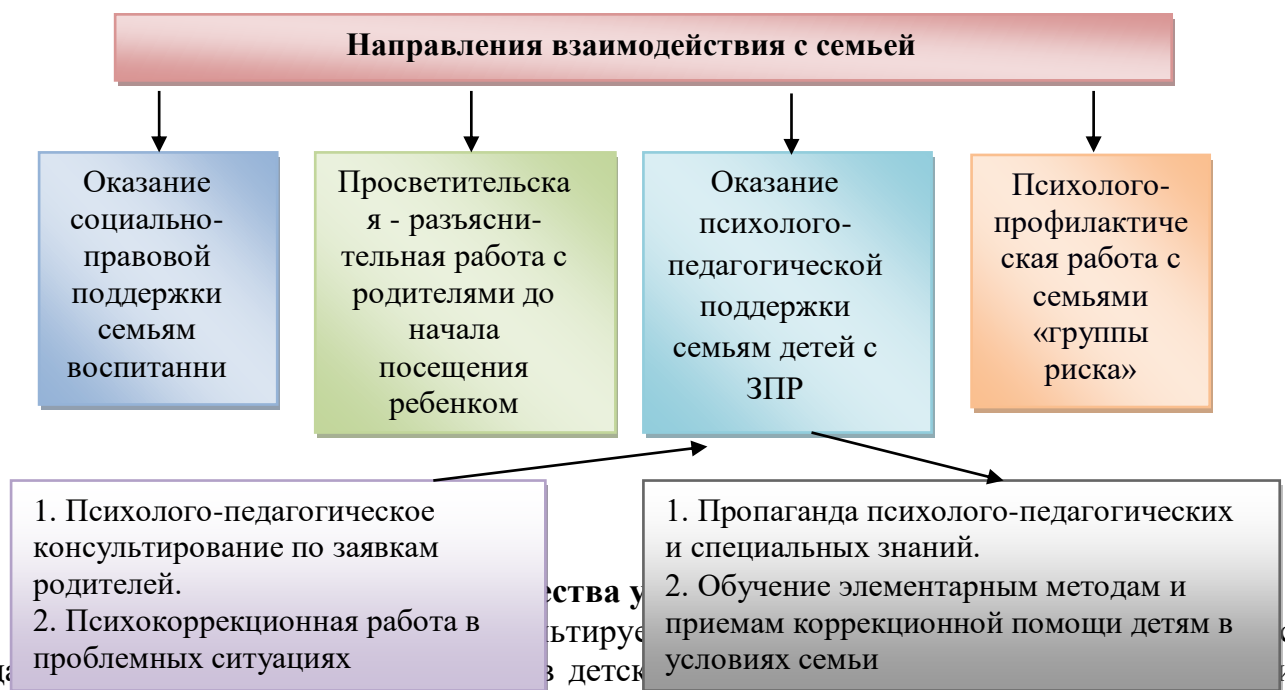 Направления взаимодействия с семьей
Оказание
социально-
правовой
поддержки
семьям
воспитанни
Просветительска
я - разъясни-
тельная работа с
родителями до
начала
посещения
ребенком
Оказание
психолого-
педагогической
поддержки
семьям детей с
ЗПР
Психолого-
профилактиче
ская работа с
семьями
«группы
риска»
1. Психолого-педагогическое
консультирование по заявкам
родителей.
2. Психокоррекционная работа в
проблемных ситуациях
1. Пропаганда психолого-педагогических
и специальных знаний.
2. Обучение элементарным методам и
приемам коррекционной помощи детям в
условиях семьи
ества у
льтируе
в детск